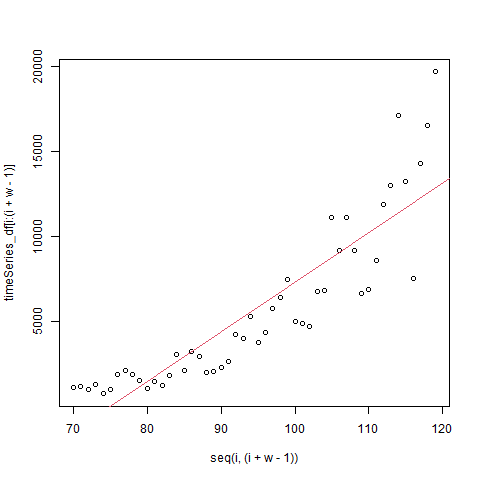 timeSeries_df[i:(i + w - 1)]
20000
15000
10000
5000
70 80 90 100 110 120
seq(i, (i + w - 1))